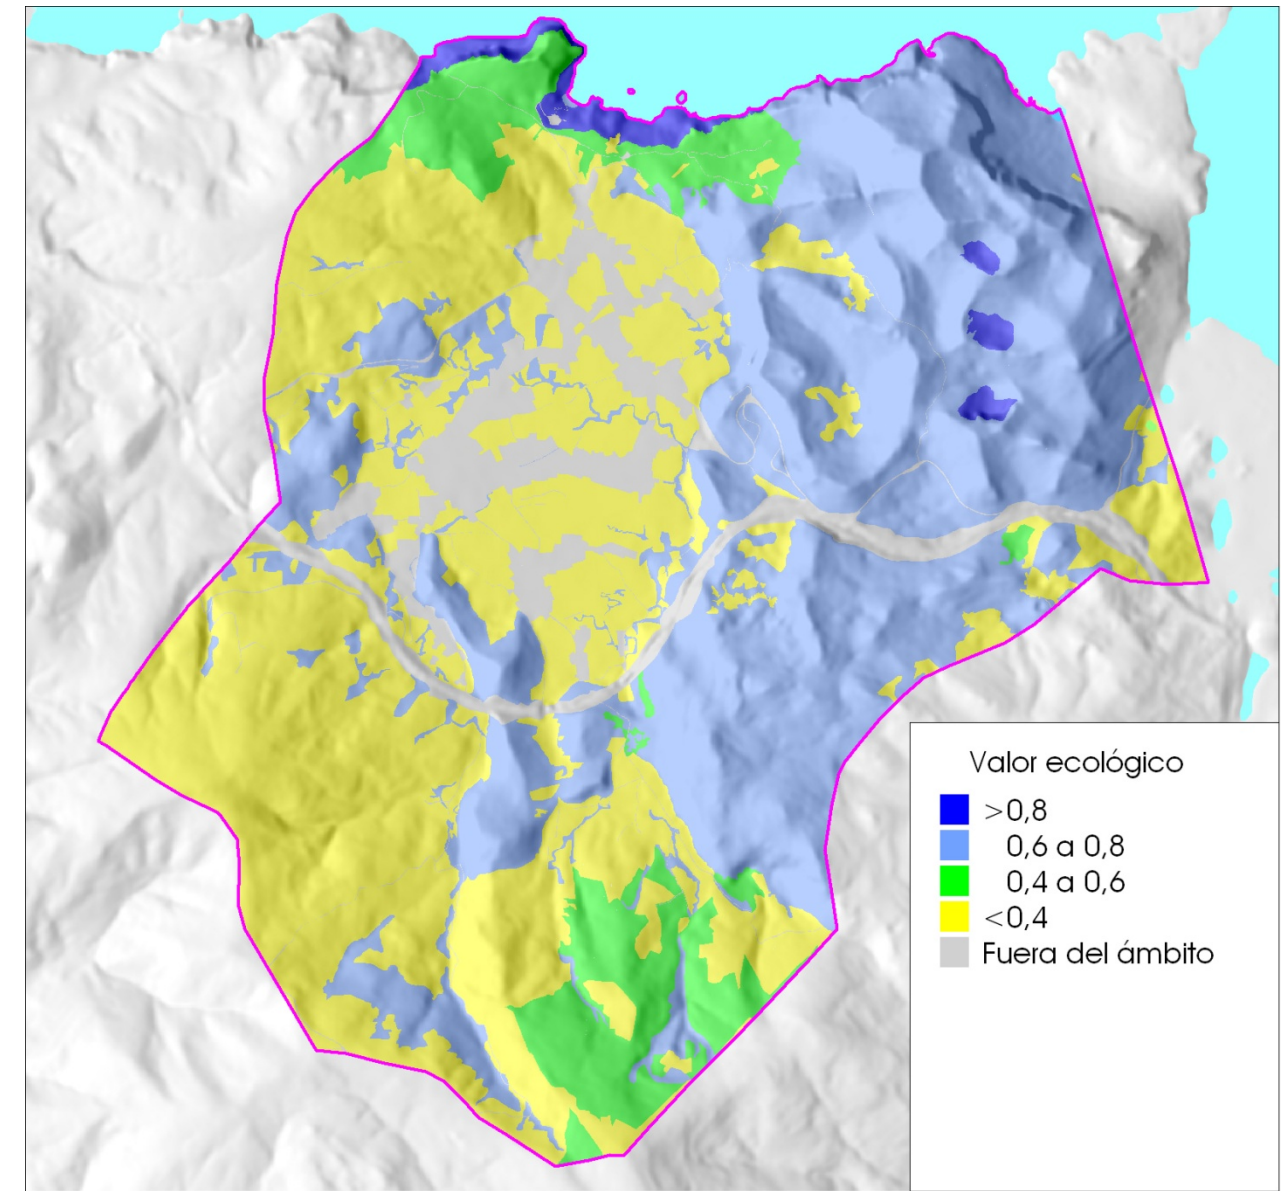 Valor ecológico
>0,8
0,6 a 0,8
0,4 a 0,6
<0,4
Fuera del ámbito